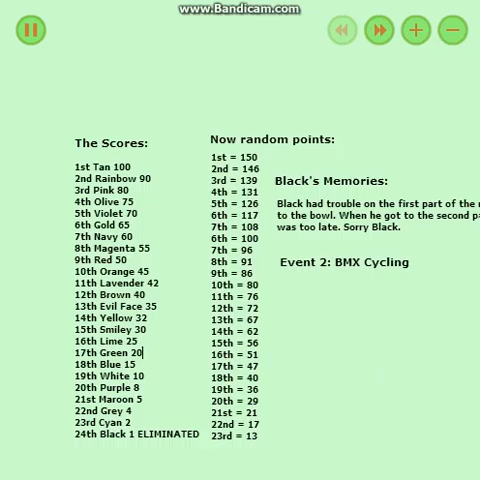 www.Bandicam.com
The Scores:
1st Tan 100
2nd Rainbow 90
3rd Pink 80
4th Olive 75
5th Violet 70
6th Gold 65
7th Navy 60
8th Magenta 55
9th Red 50
10th Orange 45
11th Lavender 42
12th Brown 40
13th Evil Face 35
14th Yellow 32
15th Smiley 30
16th Lime 25
17th Green 20
18th Blue 15
19th White 10
20th Purple 8
21st Maroon 5
22nd Grey 4
23rd Cyan 2
24th Black 1 ELIMINATED
Now random points:
1st = 150
2nd = 146
3rd = 139
4th = 131
5th = 126
6th = 117
7th = 108
6th = 100
7th = 96
8th = 91
9th = 86
10th = 80
11th = 76
12th = 72
13th = 67
14th = 62
15th = 56
16th = 51
17th = 47
18th = 40
19th = 36
20th = 29
21st = 21
22nd = 17
23rd = 13
Black's Memories:
Black had trouble on the first part of the
to the bowl. When he got to the second
was too late. Sorry Black.
Event 2: BMX Cycling